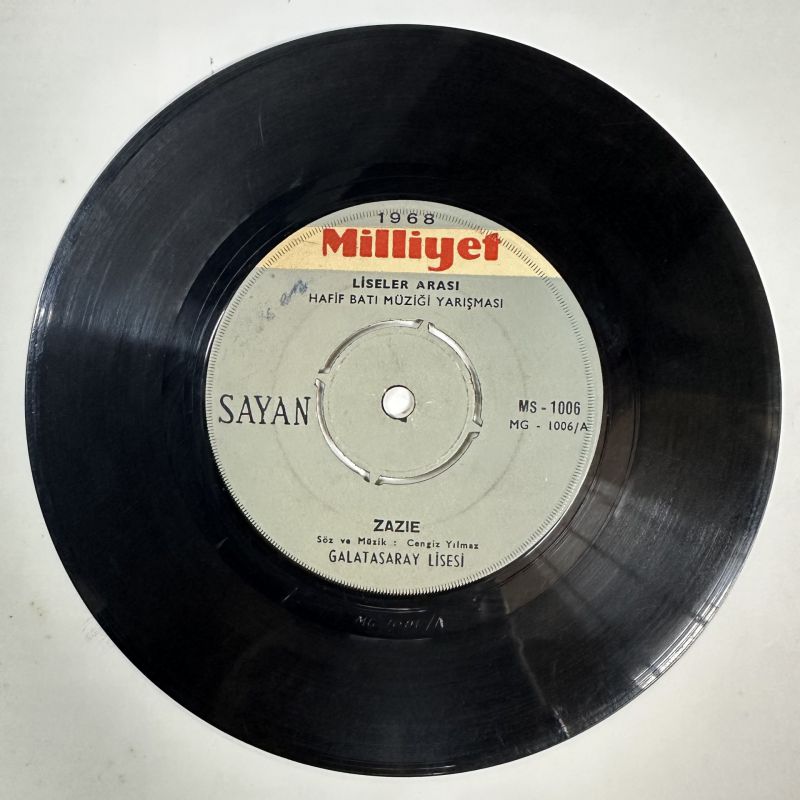 1968
Milliyet
LİSELER ARASI
HAFİF BATI MÜZİĞİ YARIŞMASI
SAYAN
MS - 1006
MG - 1006/A
ZAZIE
Söz ve Müzik : Cengiz Yılmaz
GALATASARAY LİSESİ